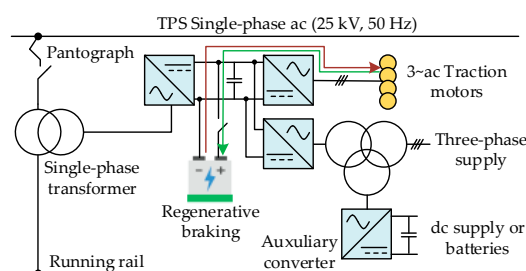 TPS Single-phase ac (25 kV, 50 Hz)
Pantograph
3~ac Traction
motors
Single-phase
transformer
Three-phase
supply
Regenerative
braking
Auxuliary
converter
dc supply or
batteries
Running rail